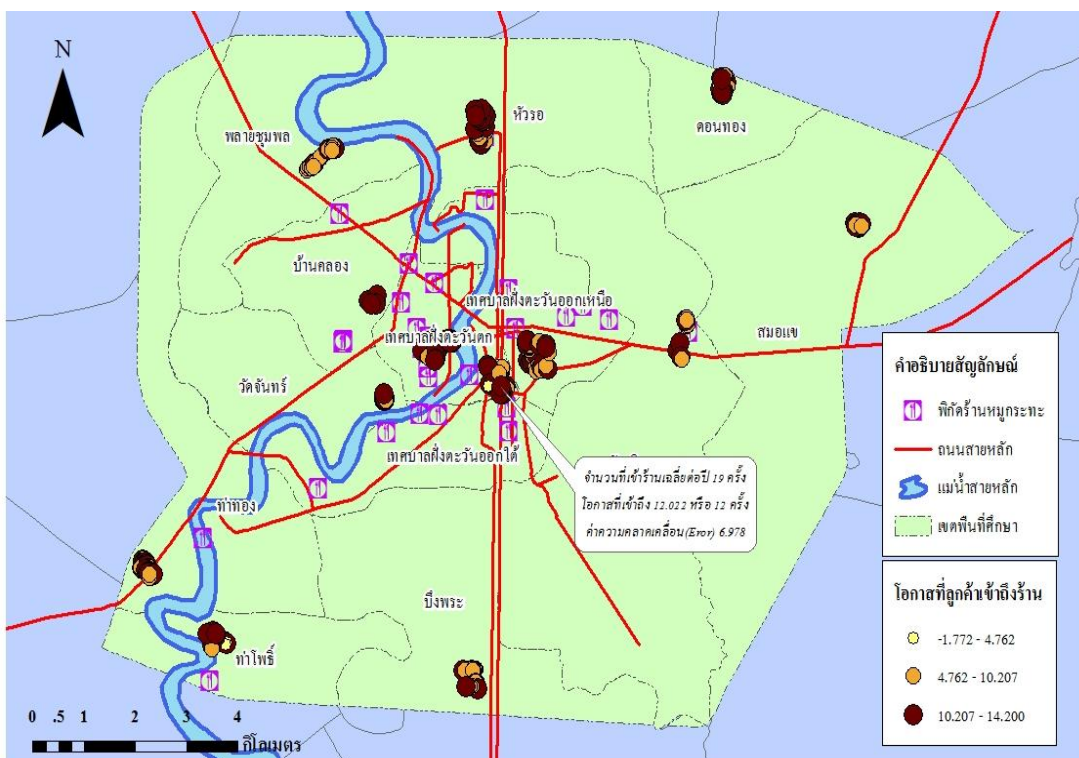 N
หัวรอ
ดอนทอง
พลายชุมพล
บ้านคลอง
เทศบาลฝั่งตะวันออกเหนือ
สมอแข
เทศบาลฝั่งตะวันตก
วัดจันทร์
เทศบาลฝั่งตะวันออกใต้
ท่าทอง
บึงพระ
ท่าโพธิ์
จำนวนที่เข้าร้านเฉลี่ยต่อปี 19 ครั้ง
โอกาสที่เข้าถึง 12.022 หรือ 12 ครั้ง
ค่าความคลาดเคลื่อน (Error) 6.978
คำอธิบายสัญลักษณ์
พิกัดร้านหมูกระทะ
ถนนสายหลัก
แม่น้ำสายหลัก
เขตพื้นที่ศึกษา
โอกาสที่ลูกค้าเข้าถึงร้าน
-1.772 - 4.762
4.762 - 10.207
10.207 - 14.200
0 .5 1 2 3 4
กิโลเมตร